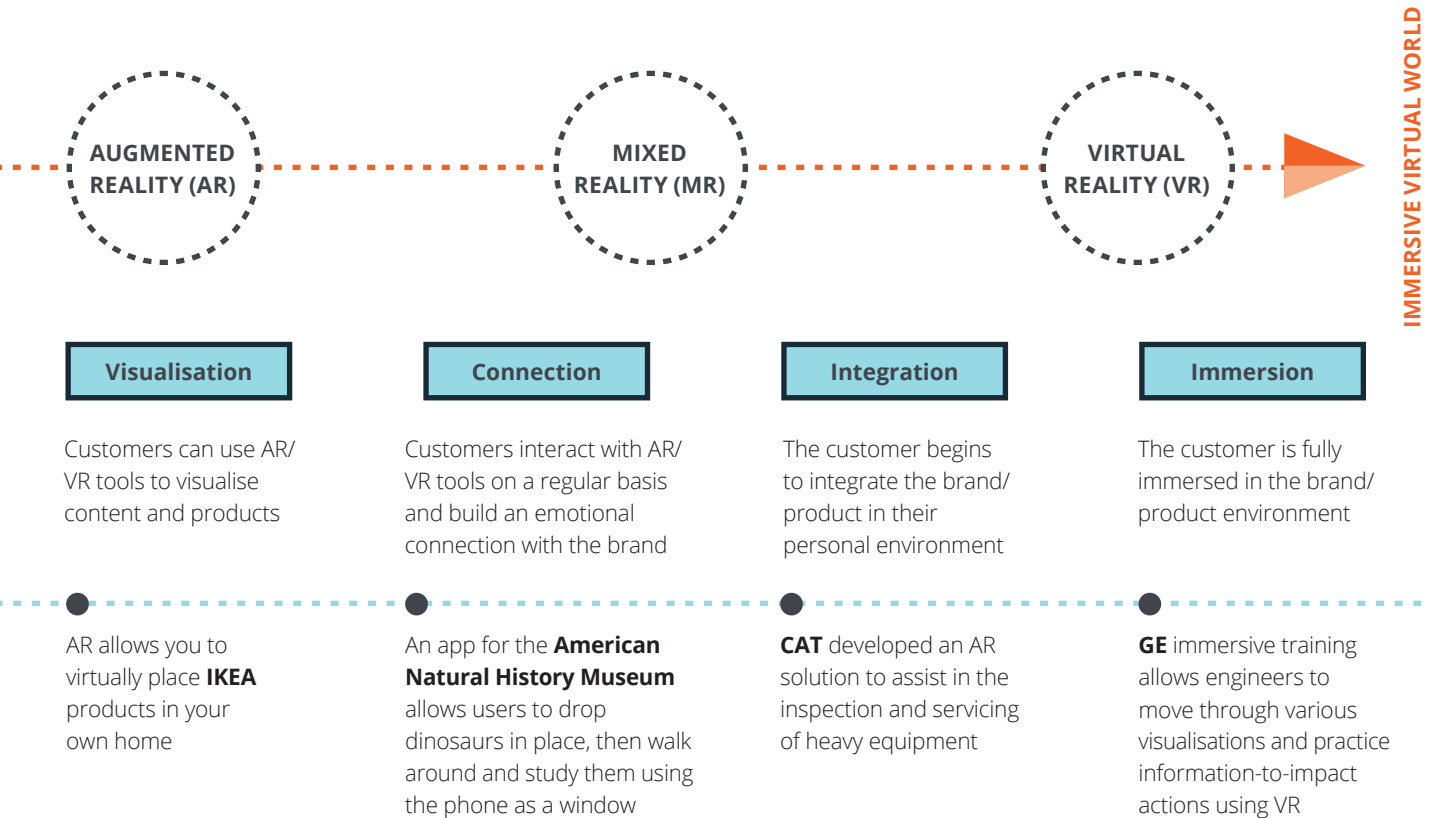 IMMERSIVE VIRTUAL WORLD
AUGMENTED
REALITY (AR)
MIXED
REALITY (MR)
VIRTUAL
REALITY (VR)
Visualisation
Customers can use AR/
VR tools to visualise
content and products
AR allows you to
virtually place IKEA
products in your
own home
Connection
Customers interact with AR/
VR tools on a regular basis
and build an emotional
connection with the brand
An app for the American
Natural History Museum
allows users to drop
dinosaurs in place, then walk
around and study them using
the phone as a window
Integration
The customer begins
to integrate the brand/
product in their
personal environment
CAT developed an AR
solution to assist in the
inspection and servicing
of heavy equipment
Immersion
The customer is fully
immersed in the brand/
product environment
GE immersive training
allows engineers to
move through various
visualisations and practice
information-to-impact
actions using VR